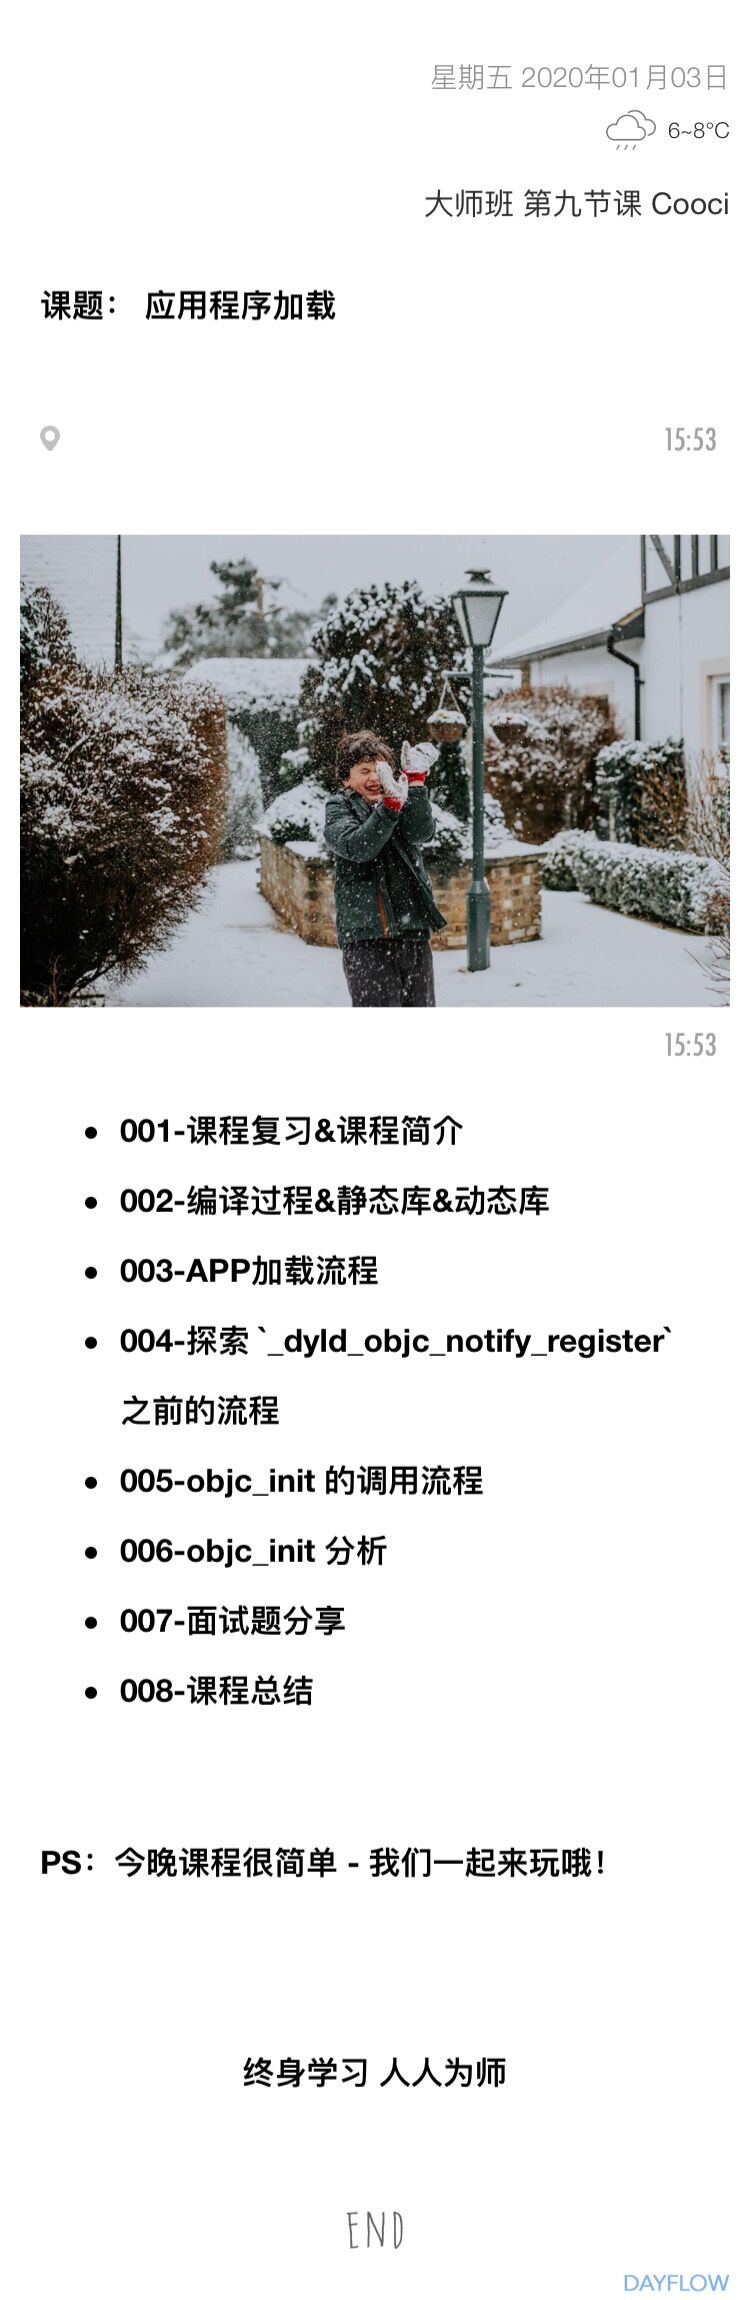 星期五 2020年01月03日
6~8°C
大师班 第九节课 Cooci
课题： 应用程序加载
15:53
15:53
• 001-课程复习&课程简介
• 002-编译过程&静态库&动态库
• 003-APP加载流程
• 004-探索 `_dyld_objc_notify_register`
之前的流程
• 005-objc_init 的调用流程
• 006-objc_init 分析
• 007-面试题分享
• 008-课程总结
PS：今晚课程很简单 - 我们一起来玩哦！
终身学习 人人为师
END
DAYFLOW